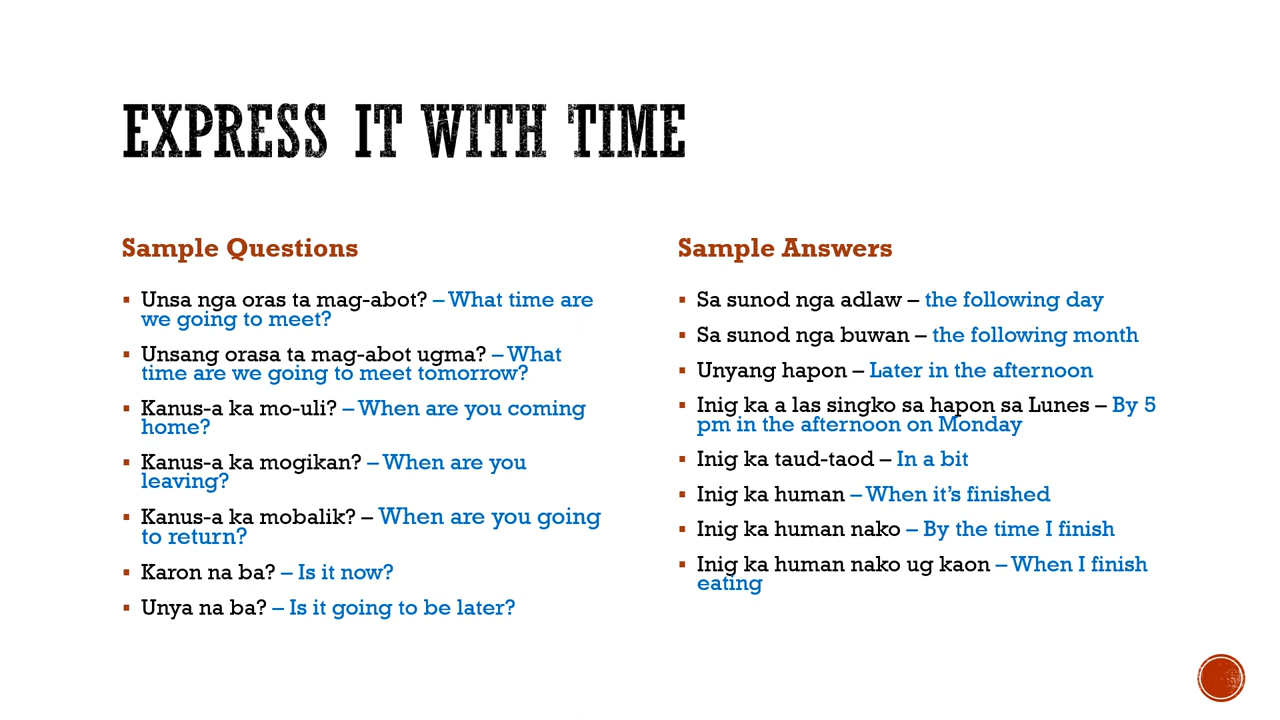 EXPRESS IT WITH TIME
Sample Questions
▪ Unsa nga oras ta mag-abot? – What time are
we going to meet?
▪ Unsang orasa ta mag-abot ugma? – What
time are we going to meet tomorrow?
▪ Kanus-a ka mo-uli? – When are you coming
home?
▪ Kanus-a ka mogikan? – When are you
leaving?
▪ Kanus-a ka mobalik? – When are you going
to return?
▪ Karon na ba? – Is it now?
▪ Unya na ba? – Is it going to be later?
Sample Answers
▪ Sa sunod nga adlaw – the following day
▪ Sa sunod nga buwan – the following month
▪ Unyang hapon – Later in the afternoon
▪ Inig ka a las singko sa hapon sa Lunes – By 5
pm in the afternoon on Monday
▪ Inig ka taud-taod – In a bit
▪ Inig ka human – When it’s finished
▪ Inig ka human nako – By the time I finish
▪ Inig ka human nako ug kaon – When I finish
eating